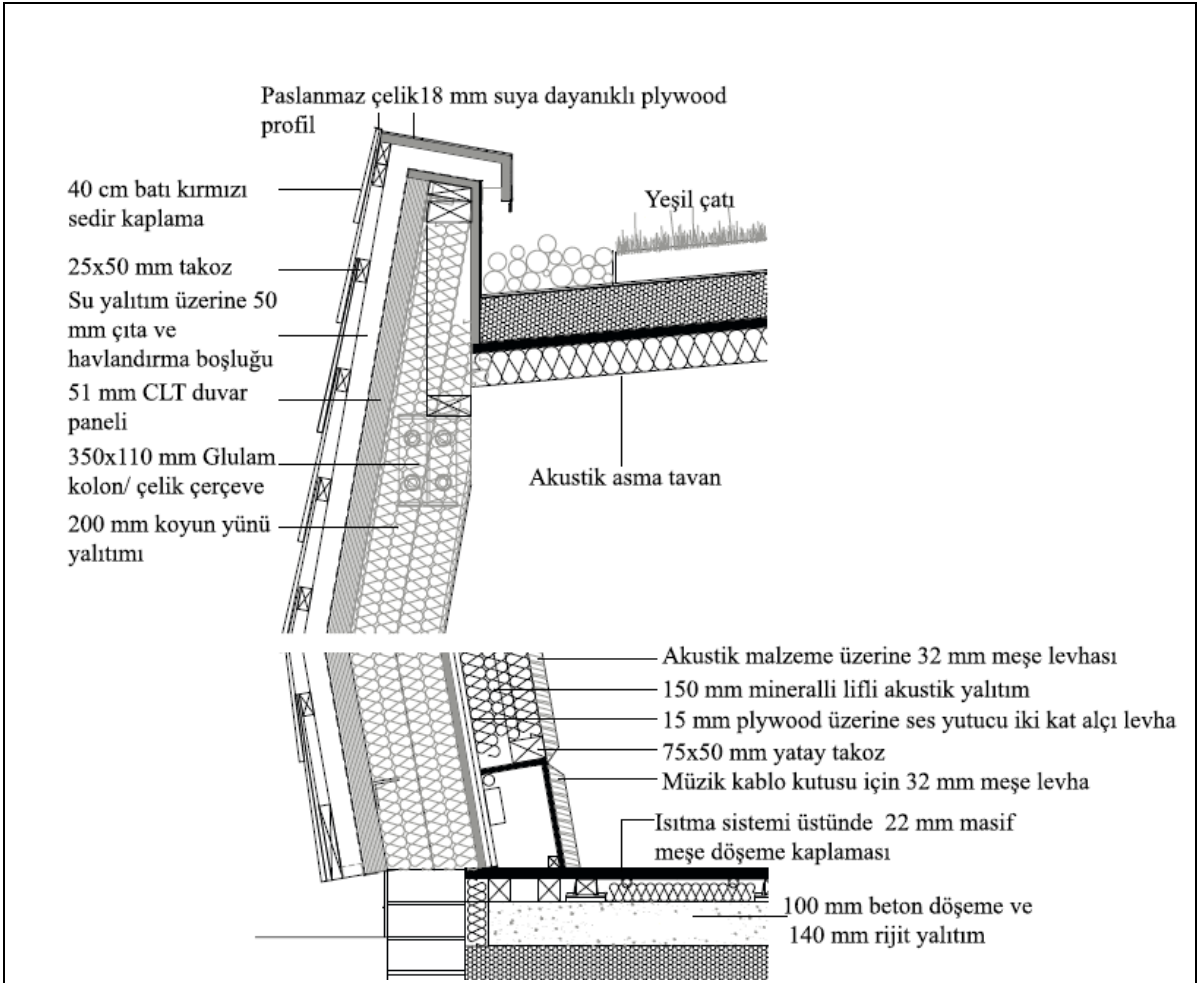 Paslanmaz çelik18 mm suya dayanıklı plywood
profil
40 cm batı kırmızı
sedir kaplama
25x50 mm takoz
Su yalıtım üzerine 50
mm çıta ve
havlandırma boşluğu
51 mm CLT duvar
paneli
350x110 mm Glulam
kolon/ çelik çerçeve
200 mm koyun yünü
yalıtımı
Yeşil çatı
Akustik asma tavan
Akustik malzeme üzerine 32 mm meşe levhası
150 mm mineralli lifli akustik yalıtım
15 mm plywood üzerine ses yutucu iki kat alçı levha
75x50 mm yatay takoz
Müzik kablo kutusu için 32 mm meşe levha
Isıtma sistemi üstünde 22 mm masif
meşe döşeme kaplaması
100 mm beton döşeme ve
140 mm rijit yalıtım